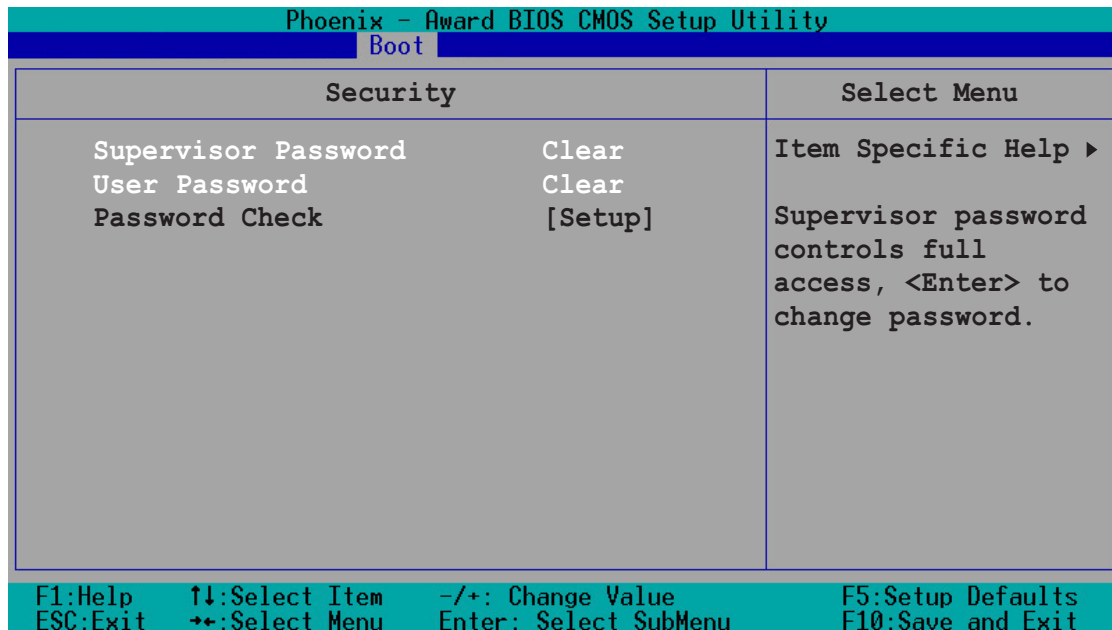 Phoenix - Award BIOS CMOS Setup Utility
Boot
Security
Select Menu
Supervisor Password Clear
User Password Clear
Password Check [Setup]
Item Specific Help ▸
Supervisor password
controls full
access, <Enter> to
change password.
F1:Help ↑↓:Select Item -/+: Change Value F5:Setup Defaults
ESC:Exit →←:Select Menu Enter: Select SubMenu F10:Save and Exit